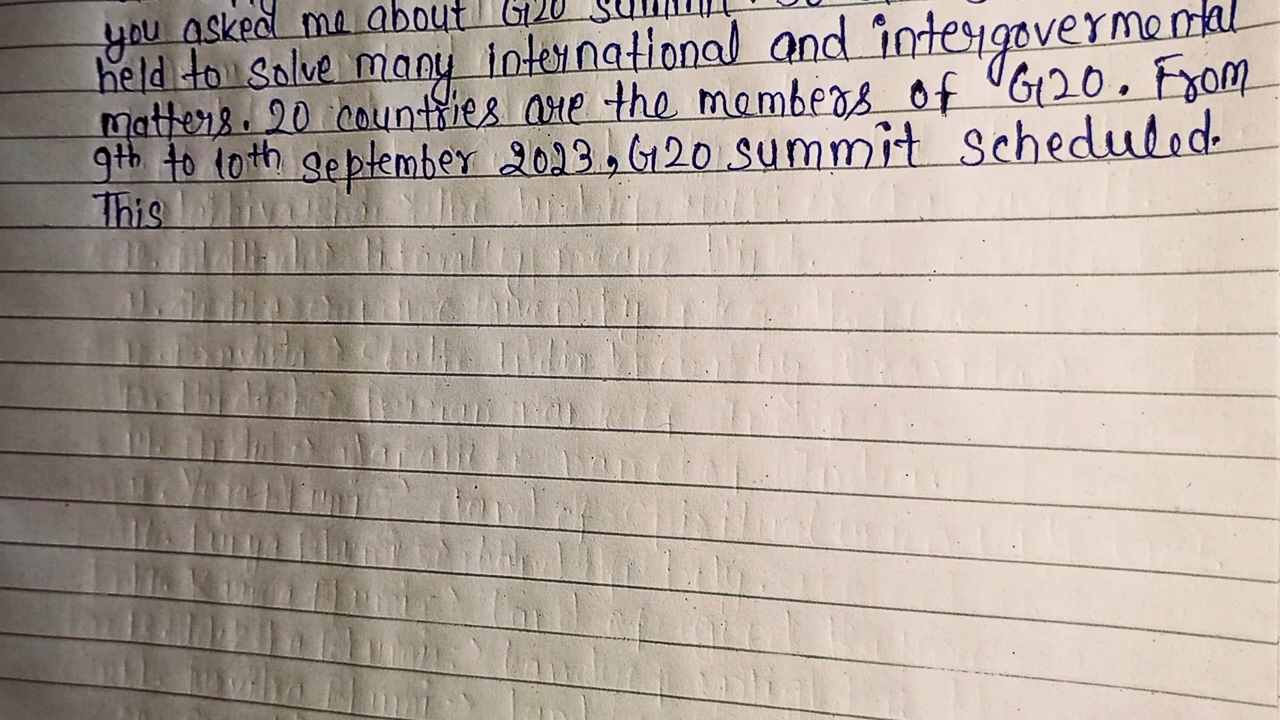 you asked me about G20 summit
held to solve many international and intergovermental
matters. 20 countries are the members of G20. From
9th to 10th september 2023, G20 summit scheduled.
This